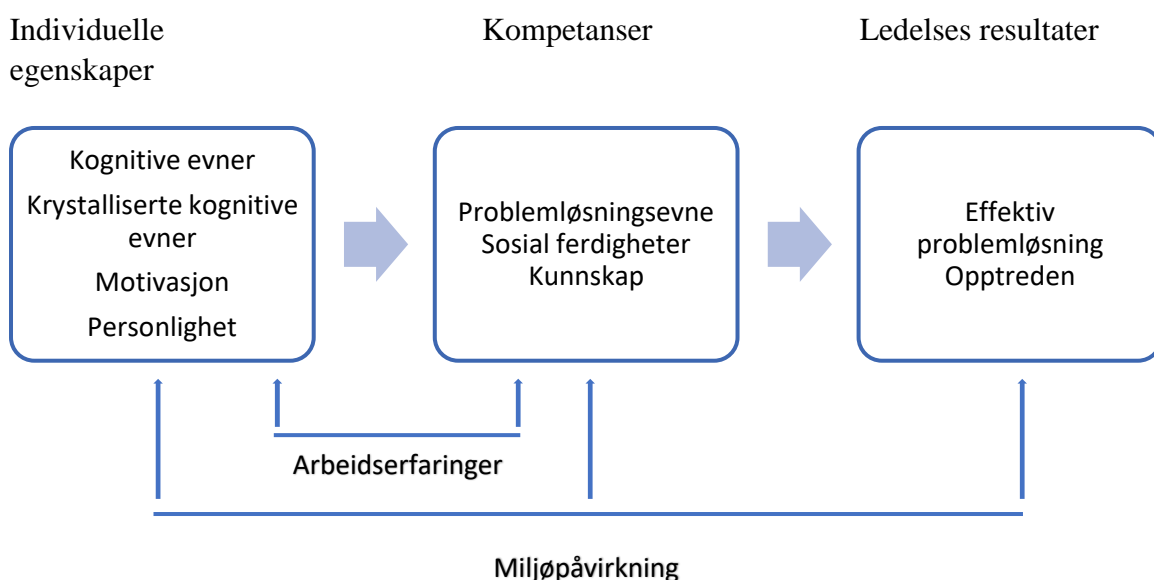 Individuelle
egenskaper
Kompetanser
Ledelses resultater
Kognitive evner
Krystalliserte kognitive
evner
Motivasjon
Personlighet
Problemløsningsevne
Sosial ferdigheter
Kunnskap
Effektiv
problemløsning
Opptreden
Arbeidserfaringer
Miljøpåvirkning